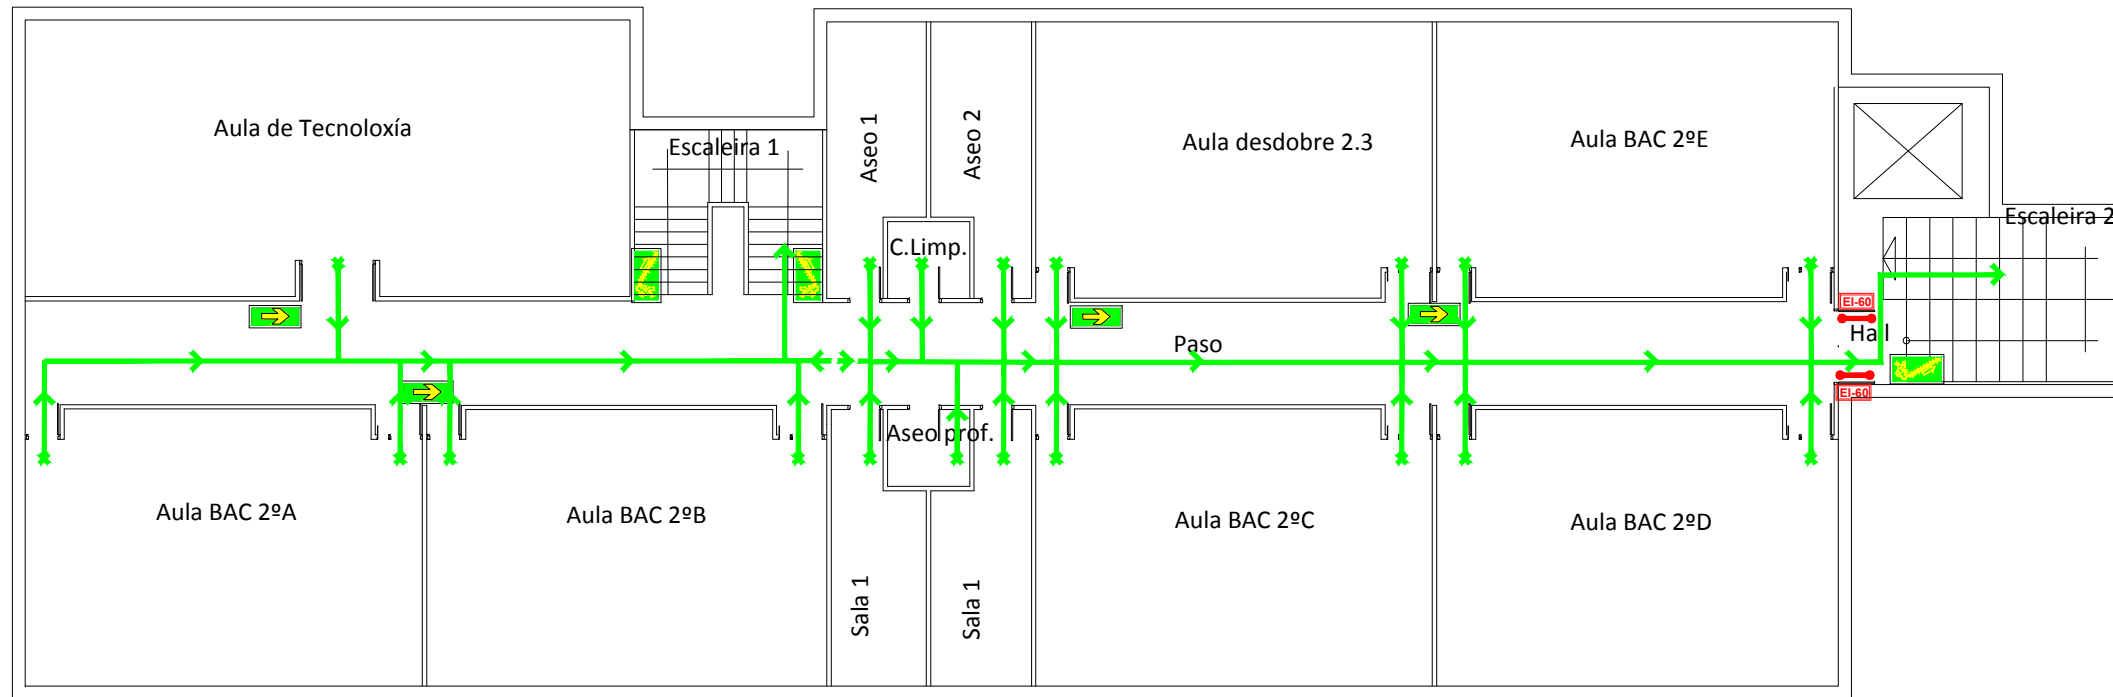 Aula de Tecnoloxía
Escaleira 1
Aseo 1
Aseo 2
Aula desdobre 2.3
Aula BAC 2ºE
Escaleira 2
C.Limp.
EI-60
Hall
Paso
EI-60
Aseo prof.
Aula BAC 2ºA
Aula BAC 2ºB
Sala 1
Sala 1
Aula BAC 2ºC
Aula BAC 2ºD